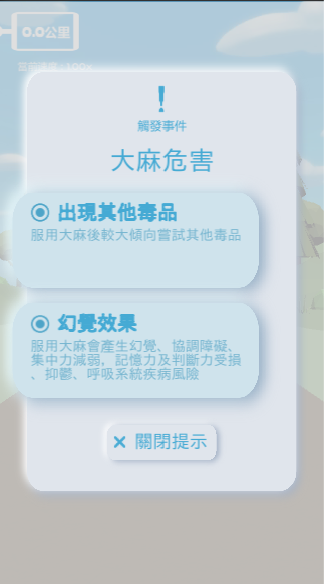 0.0公里
觸發事件
大麻危害
出現其他毒品
服用大麻後較大傾向嘗試其他毒品
幻覺效果
服用大麻會產生幻覺、協調障礙、
集中力減弱、記憶力及判斷力受損
、抑鬱、呼吸系統疾病風險
關閉提示